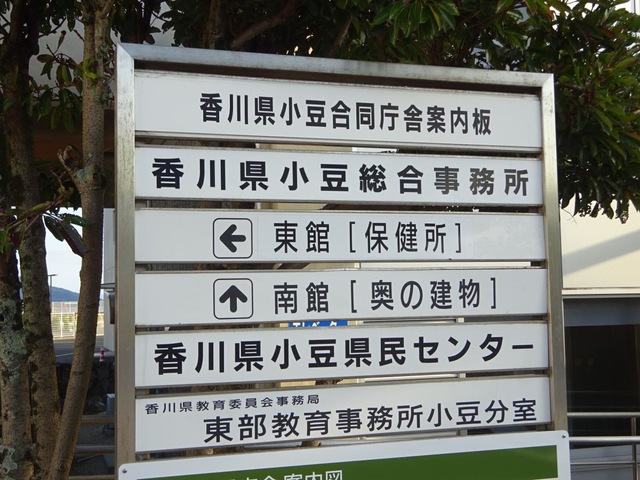 香川県小豆合同庁舎案内板
香川県小豆総合事務所
← 東館［保健所］
↑ 南館［奥の建物］
香川県小豆県民センター
香川県教育委員会事務局
東部教育事務所小豆分室
案内図